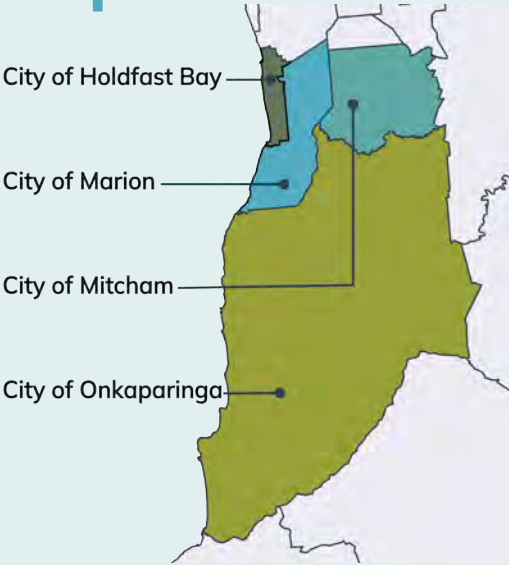 City of Holdfast Bay
City of Marion
City of Mitcham
City of Onkaparinga